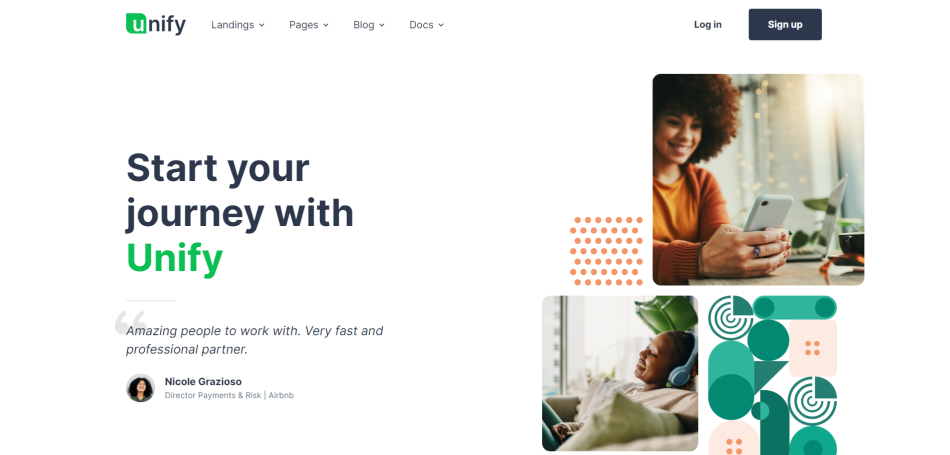 unify
Landings
Pages
Blog
Docs
Log in
Sign up
Start your
journey with
Unify
“
Amazing people to work with. Very fast and
professional partner.
Nicole Grazioso
Director Payments & Risk | Airbnb